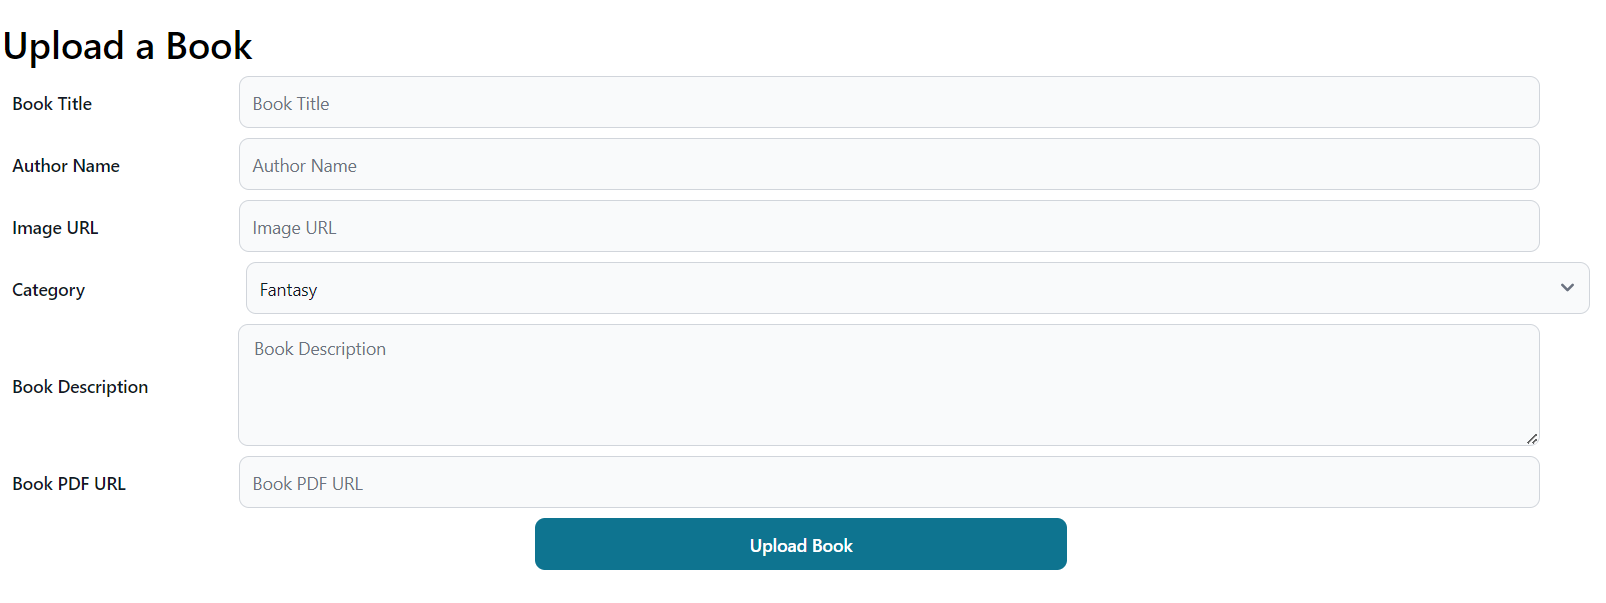 Upload a Book
Book Title Book Title
Author Name Author Name
Image URL Image URL
Category Fantasy
Book Description
Book Description
Book PDF URL Book PDF URL
Upload Book